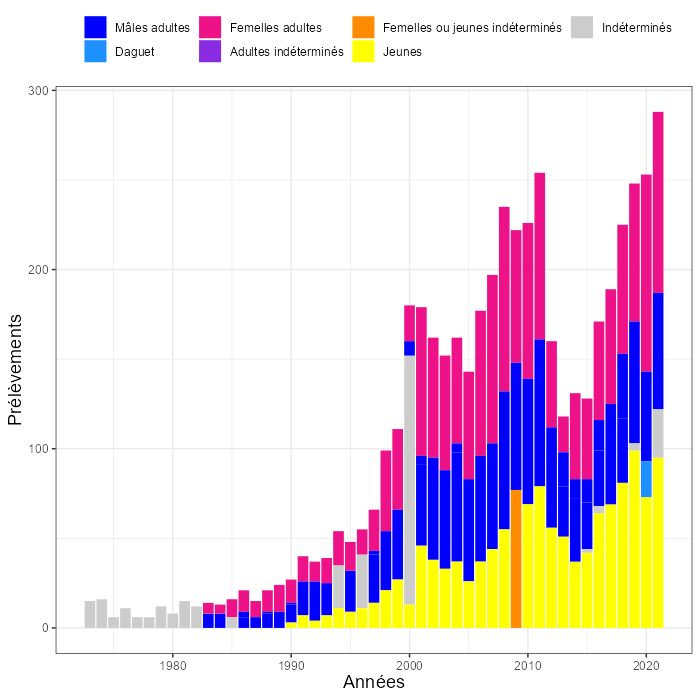 Mâles adultes Femelles adultes Femelles ou jeunes indéterminés Indéterminés
Daguet Adultes indéterminés Jeunes
300
200
100
0
Prélèvements
1980 1990 2000 2010 2020
Années